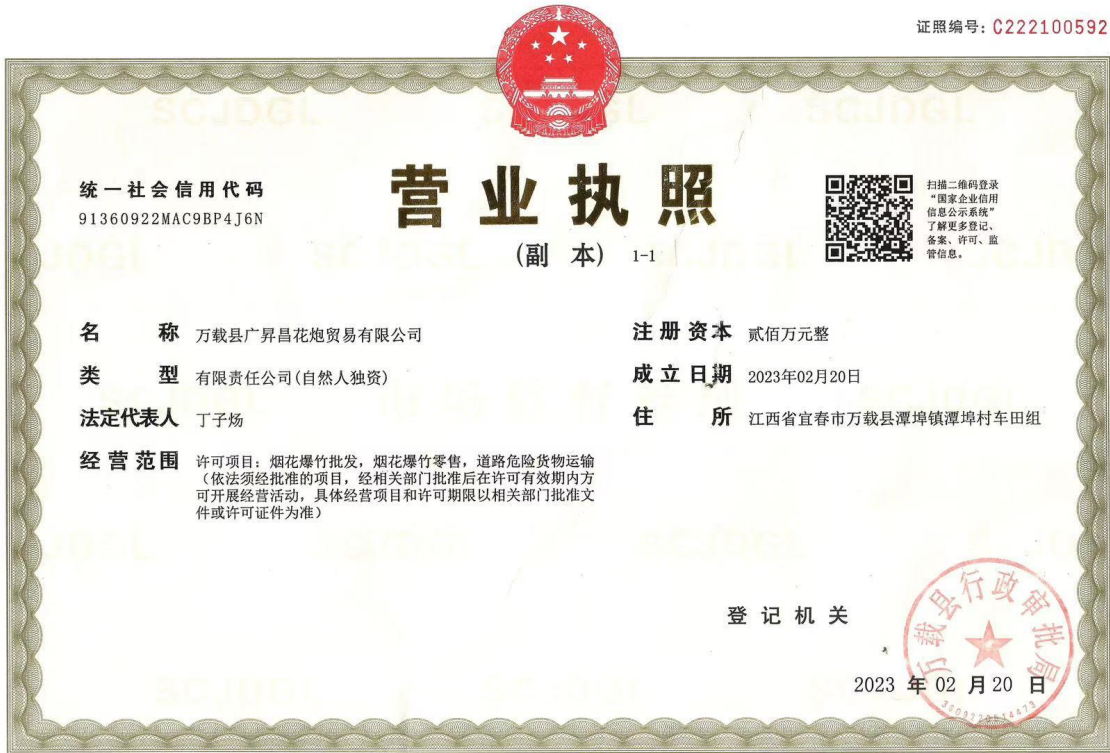 证照编号: C222100592
统一社会信用代码
91360922MAC9BP4J6N
营业执照
(副 本) 1-1
扫描二维码登录
“国家企业信用
信息公示系统”
了解更多登记、
备案、许可、监
管信息。
名 称 万载县广昇昌花炮贸易有限公司
类 型 有限责任公司(自然人独资)
法定代表人 丁子炀
经营范围 许可项目：烟花爆竹批发，烟花爆竹零售，道路危险货物运输
（依法须经批准的项目，经相关部门批准后在许可有效期内方
可开展经营活动，具体经营项目和许可期限以相关部门批准文
件或许可证件为准）
注册资本 贰佰万元整
成立日期 2023年02月20日
住 所 江西省宜春市万载县潭埠镇潭埠村车田组
登记机关
万载县行政审批局
2023 年 02 月 20 日